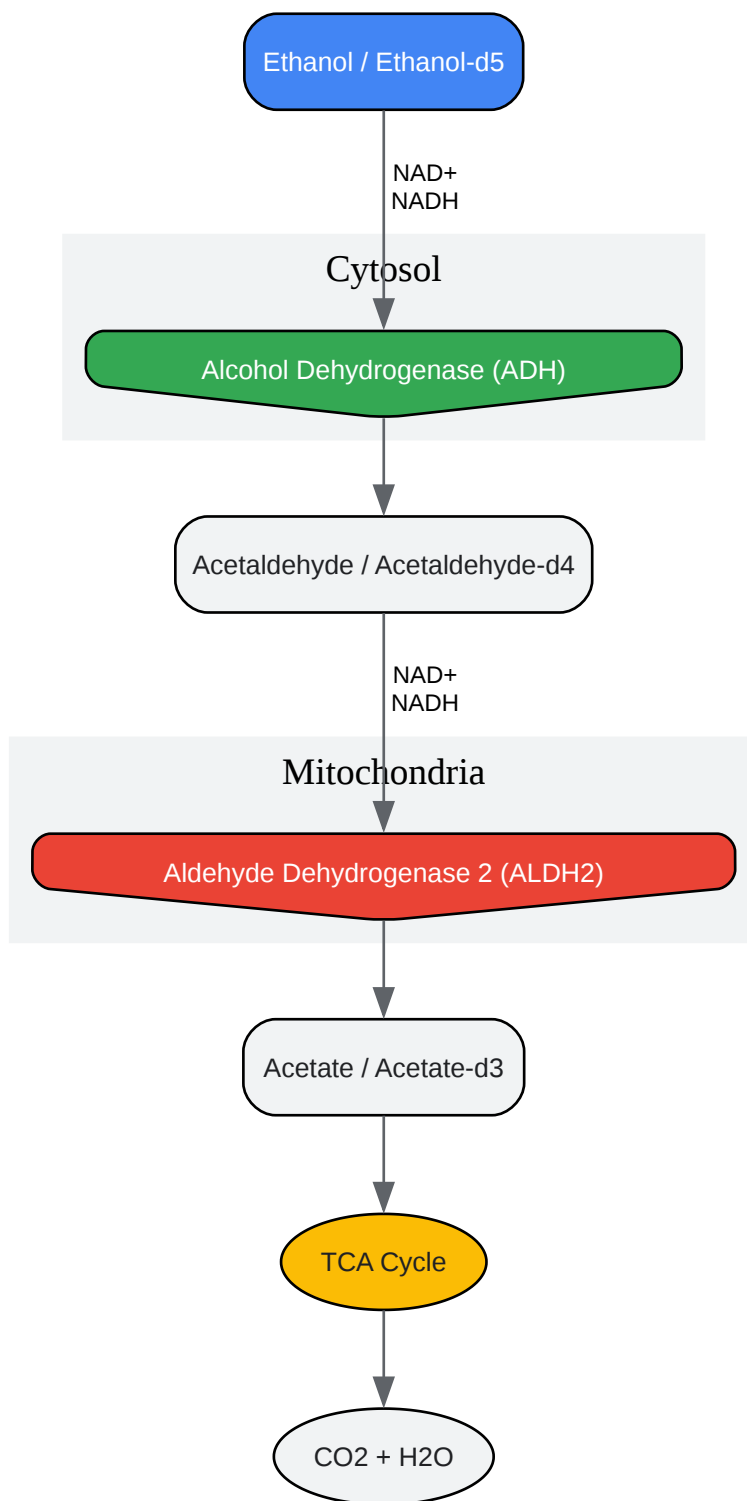 Ethanol / Ethanol-d5
NAD+
NADH
Cytosol
Alcohol Dehydrogenase (ADH)
Acetaldehyde / Acetaldehyde-d4
NAD+
NADH
Mitochondria
Aldehyde Dehydrogenase 2 (ALDH2)
Acetate / Acetate-d3
TCA Cycle
CO2 + H2O